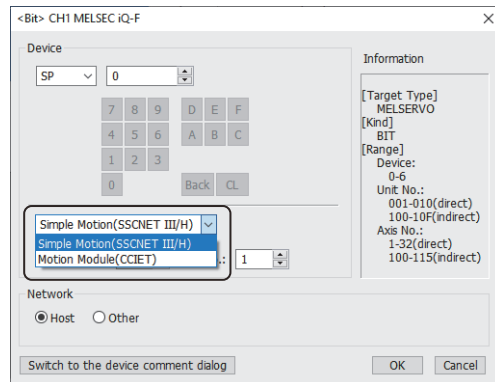 <Bit> CH1 MELSEC iQ-F
Device
SP 0
7 8 9 D E F
4 5 6 A B C
1 2 3
0 Back CL
Simple Motion(SSCNET III/H)
Simple Motion(SSCNET III/H)
Motion Module(CCIET) .: 1
Network
Host Other
Switch to the device comment dialog
Information
[Target Type]
MELSERVO
[Kind]
BIT
[Range]
Device:
0-6
Unit No.:
001-010(direct)
100-10F(indirect)
Axis No.:
1-32(direct)
100-115(indirect)
OK Cancel